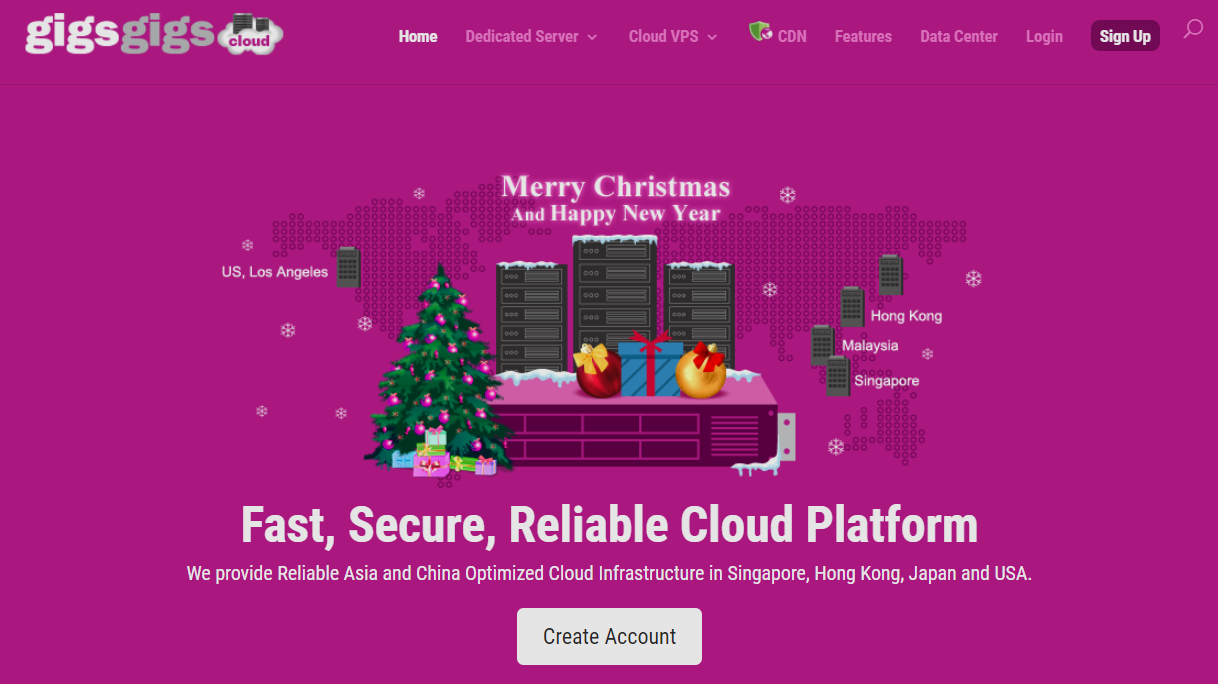 gigsgigs cloud
Home Dedicated Server Cloud VPS CDN Features Data Center Login Sign Up
Merry Christmas
And Happy New Year
US, Los Angeles
Hong Kong
Malaysia
Singapore
Fast, Secure, Reliable Cloud Platform
We provide Reliable Asia and China Optimized Cloud Infrastructure in Singapore, Hong Kong, Japan and USA.
Create Account